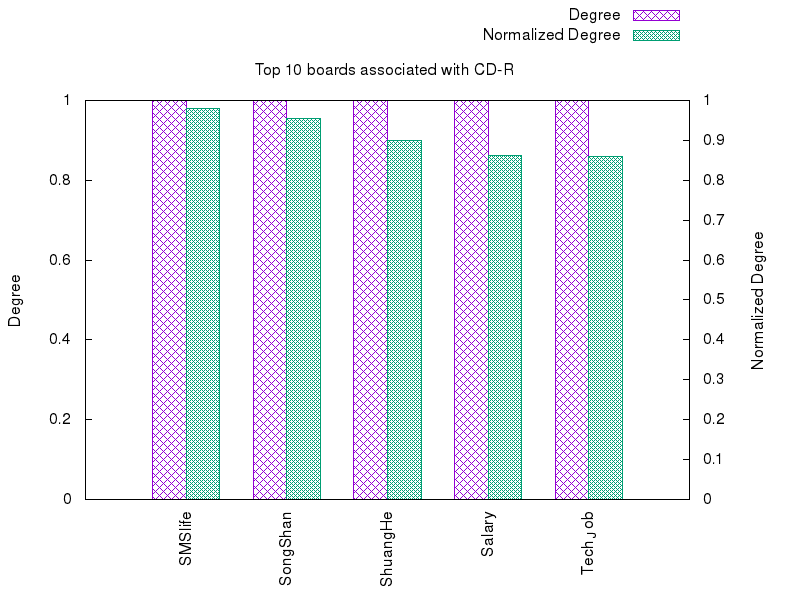 Degree
Normalized Degree
Top 10 boards associated with CD-R
1
0.8
0.6
0.4
0.2
0
Degree
1
0.9
0.8
0.7
0.6
0.5
0.4
0.3
0.2
0.1
0
Normalized Degree
SMSlife
SongShan
ShuangHe
Salary
TechJob